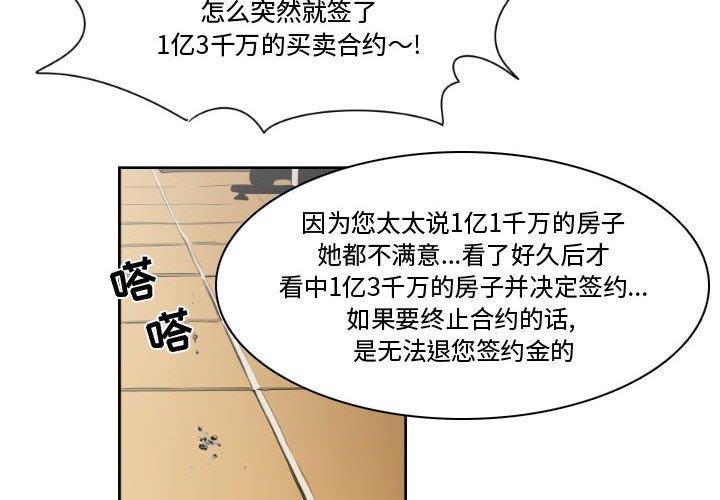 怎么突然就签了
1亿3千万的买卖合约～!
因为您太太说1亿1千万的房子
她都不满意...看了好久后才
看中1亿3千万的房子并决定签约...
如果要终止合约的话,
是无法退您签约金的
嗒
嗒